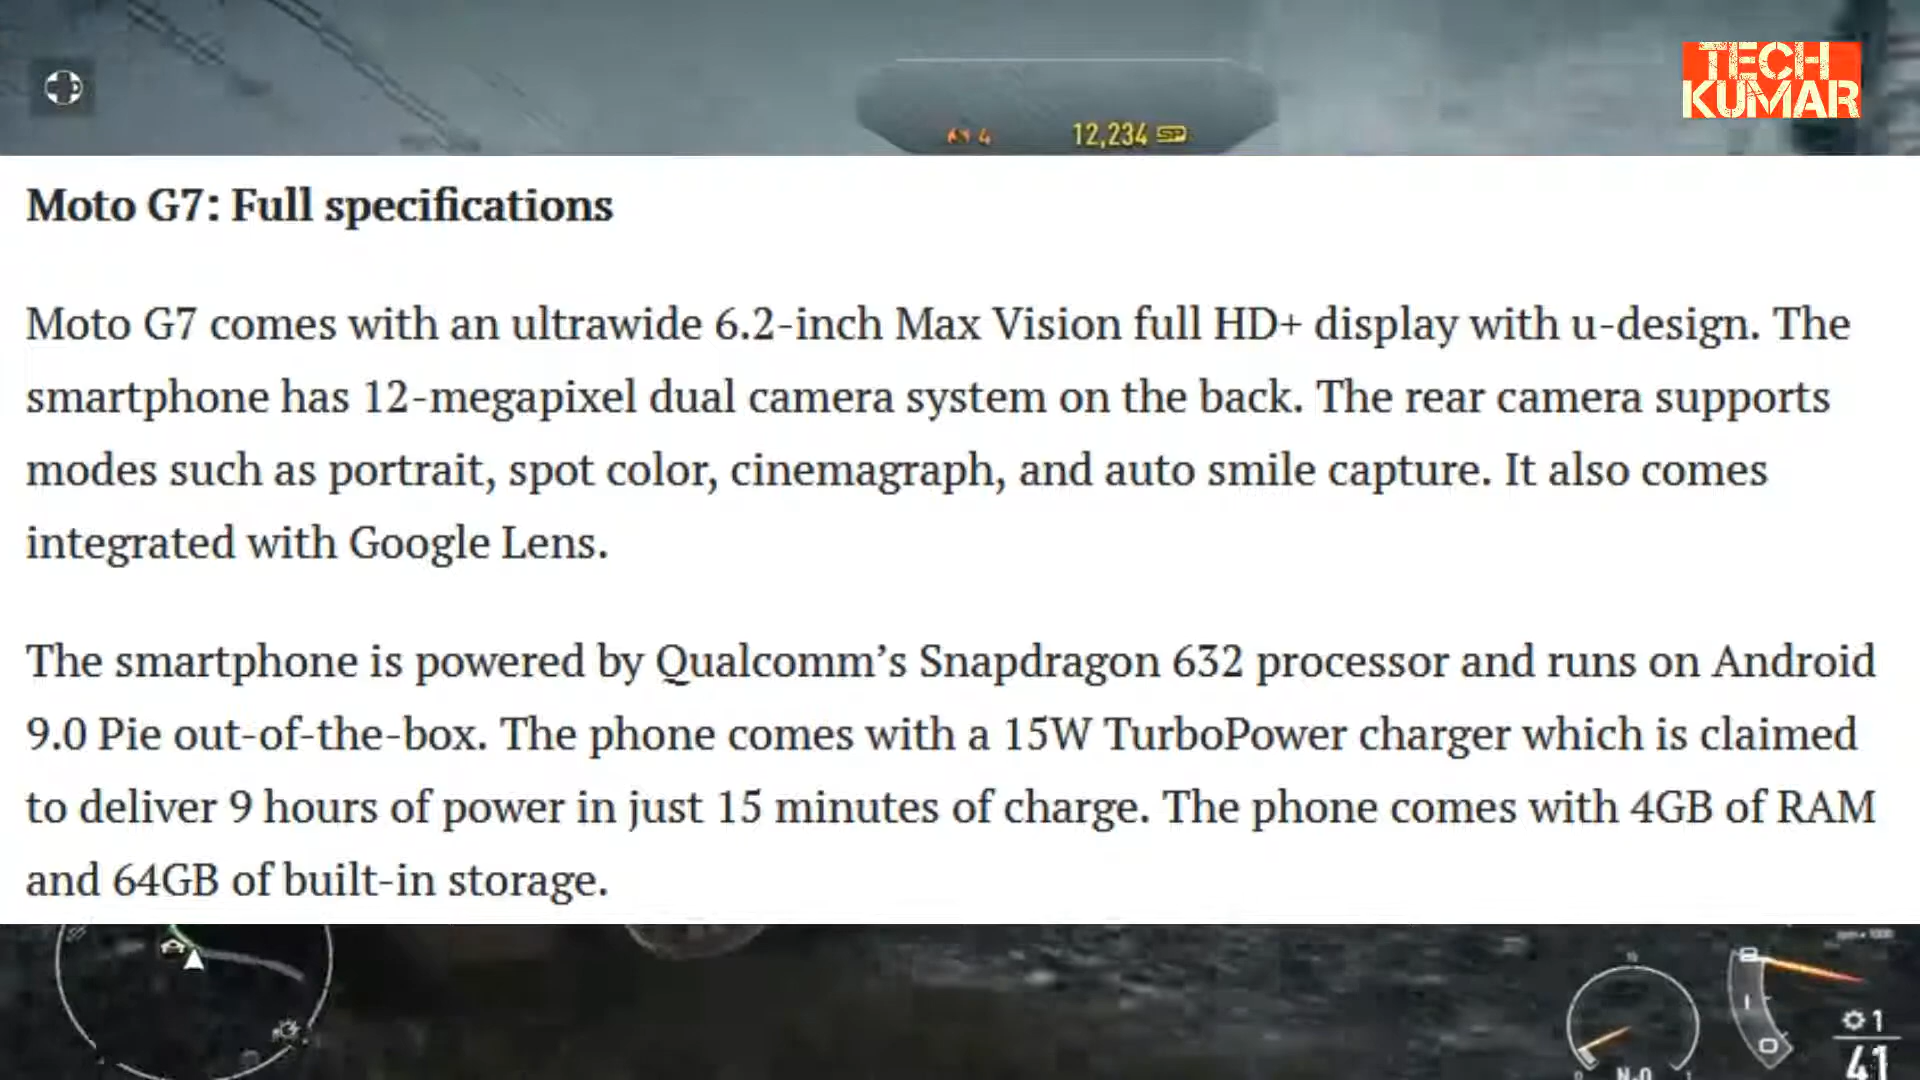 TECH
KUMAR
4 12,234 SP
Moto G7: Full specifications
Moto G7 comes with an ultrawide 6.2-inch Max Vision full HD+ display with u-design. The
smartphone has 12-megapixel dual camera system on the back. The rear camera supports
modes such as portrait, spot color, cinemagraph, and auto smile capture. It also comes
integrated with Google Lens.
The smartphone is powered by Qualcomm’s Snapdragon 632 processor and runs on Android
9.0 Pie out-of-the-box. The phone comes with a 15W TurboPower charger which is claimed
to deliver 9 hours of power in just 15 minutes of charge. The phone comes with 4GB of RAM
and 64GB of built-in storage.
1
41